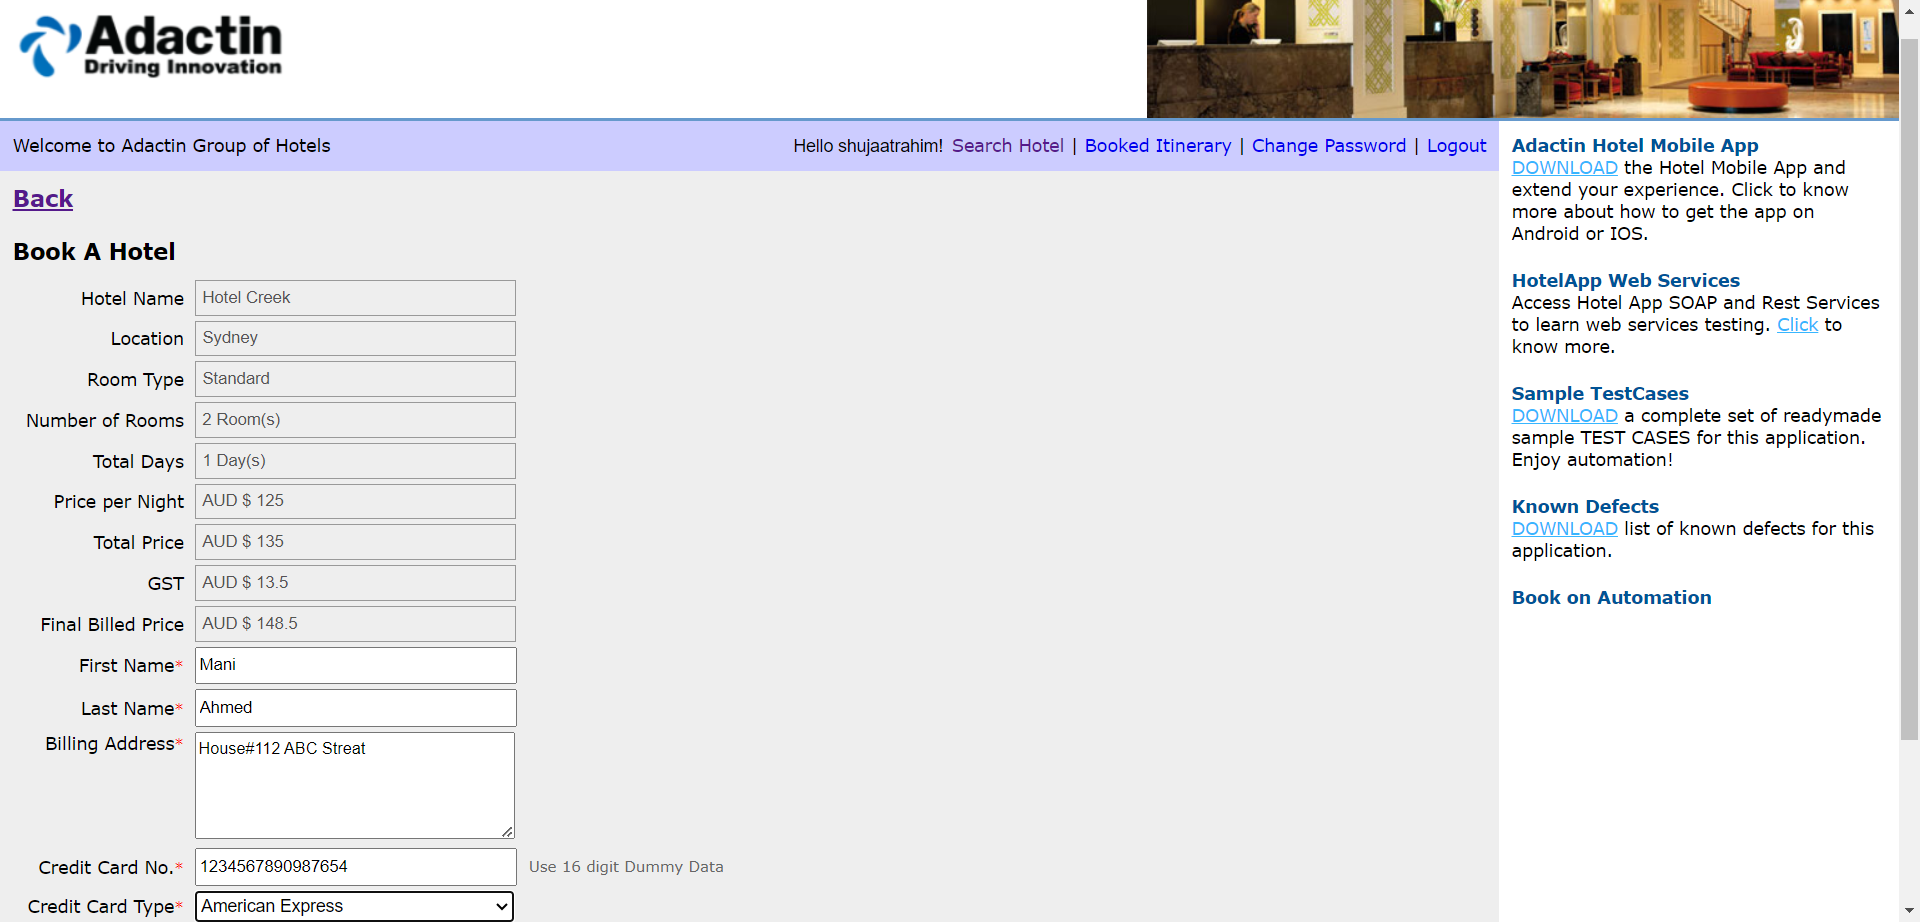 Adactin
Driving Innovation
Welcome to Adactin Group of Hotels
Hello shujaatrahim! Search Hotel | Booked Itinerary | Change Password | Logout
Back
Book A Hotel
Hotel Name Hotel Creek
Location Sydney
Room Type Standard
Number of Rooms 2 Room(s)
Total Days 1 Day(s)
Price per Night AUD $ 125
Total Price AUD $ 135
GST AUD $ 13.5
Final Billed Price AUD $ 148.5
First Name* Mani
Last Name* Ahmed
Billing Address* House#112 ABC Streat
Credit Card No.* 1234567890987654 Use 16 digit Dummy Data
Credit Card Type* American Express
Adactin Hotel Mobile App
DOWNLOAD the Hotel Mobile App and
extend your experience. Click to know
more about how to get the app on
Android or IOS.
HotelApp Web Services
Access Hotel App SOAP and Rest Services
to learn web services testing. Click to
know more.
Sample TestCases
DOWNLOAD a complete set of readymade
sample TEST CASES for this application.
Enjoy automation!
Known Defects
DOWNLOAD list of known defects for this
application.
Book on Automation